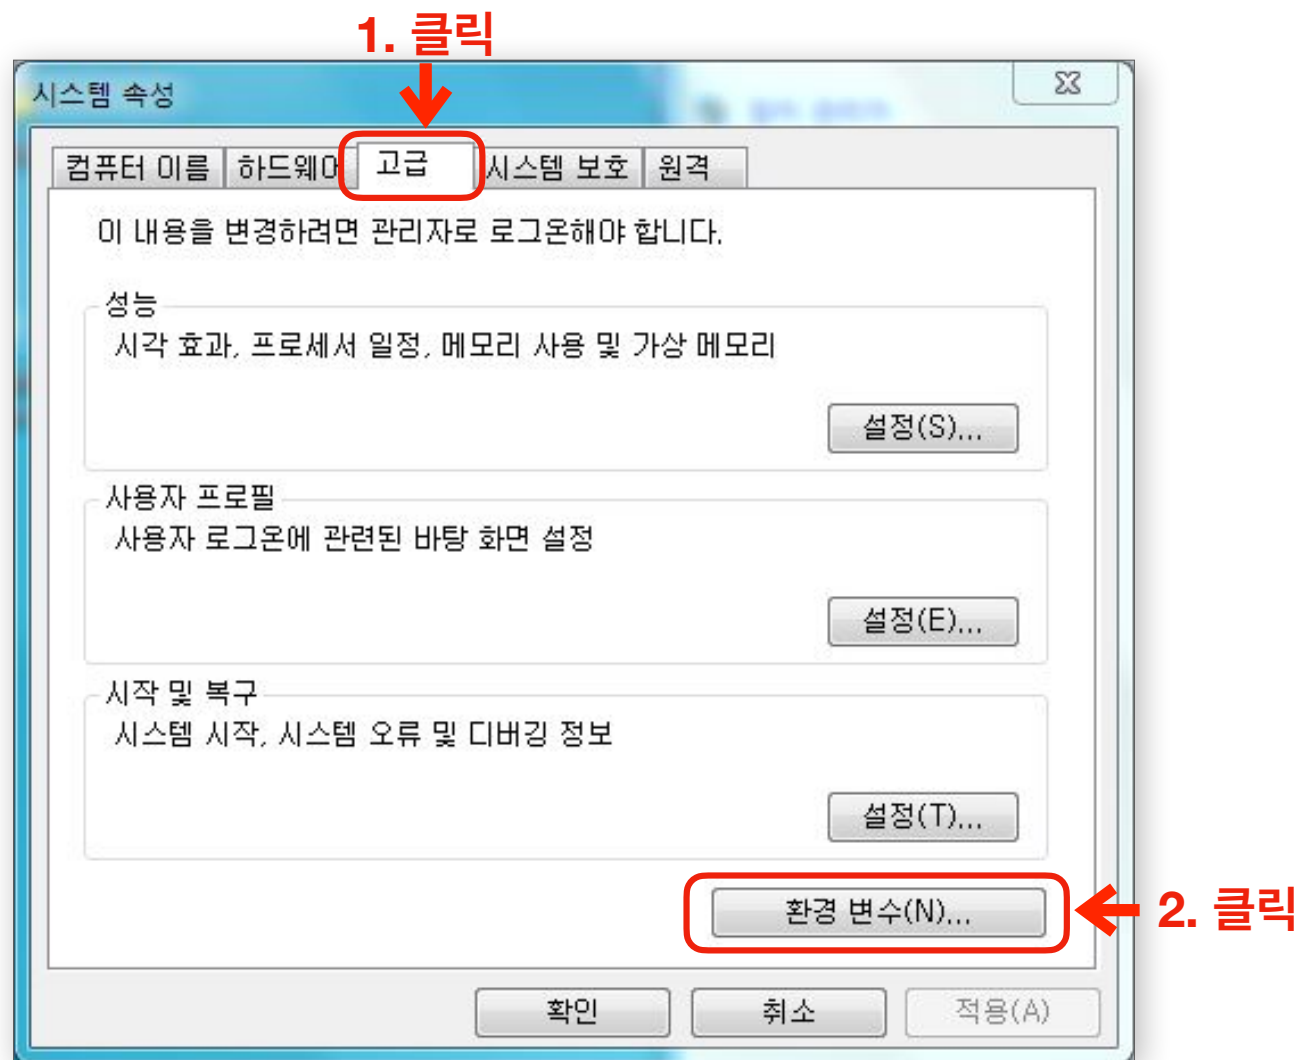 1. 클릭
시스템 속성
컴퓨터 이름 하드웨어 고급 시스템 보호 원격
이 내용을 변경하려면 관리자로 로그온해야 합니다.
성능
시각 효과, 프로세서 일정, 메모리 사용 및 가상 메모리
설정(S)...
사용자 프로필
사용자 로그온에 관련된 바탕 화면 설정
설정(E)...
시작 및 복구
시스템 시작, 시스템 오류 및 디버깅 정보
설정(T)...
환경 변수(N)...
2. 클릭
확인 취소 적용(A)